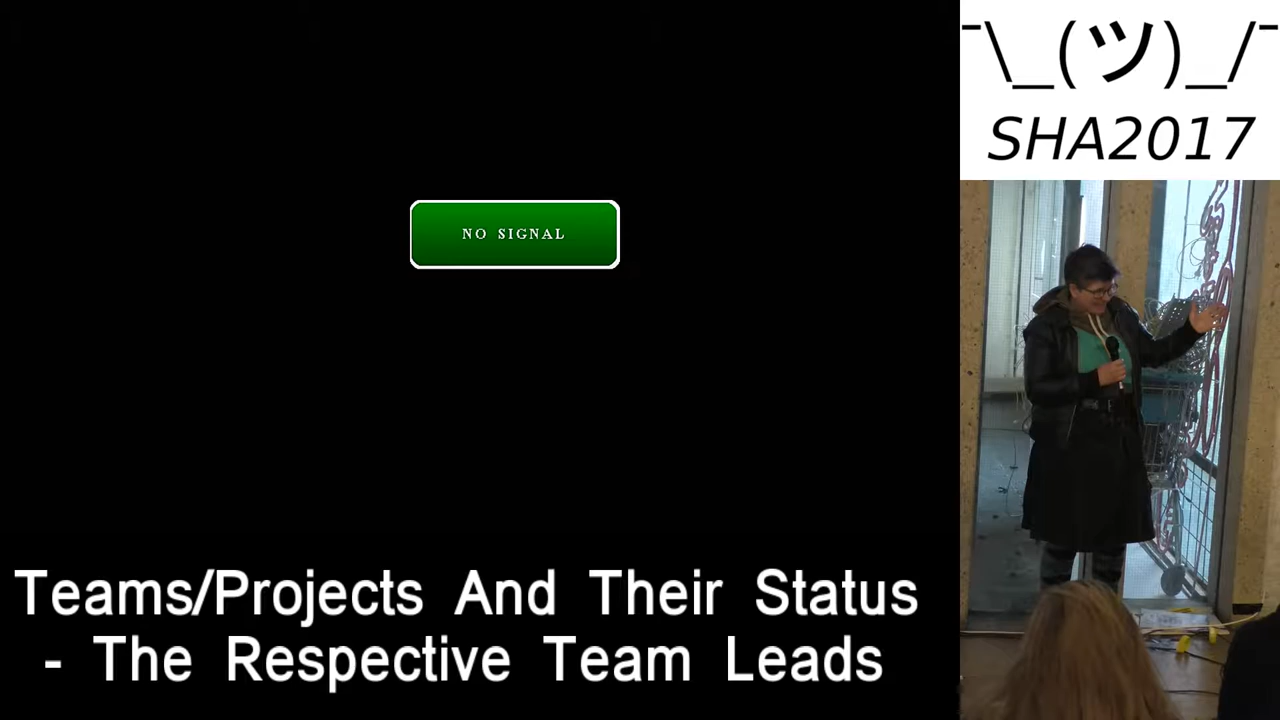 ¯\_(ツ)_/¯
SHA2017
NO SIGNAL
Teams/Projects And Their Status
- The Respective Team Leads